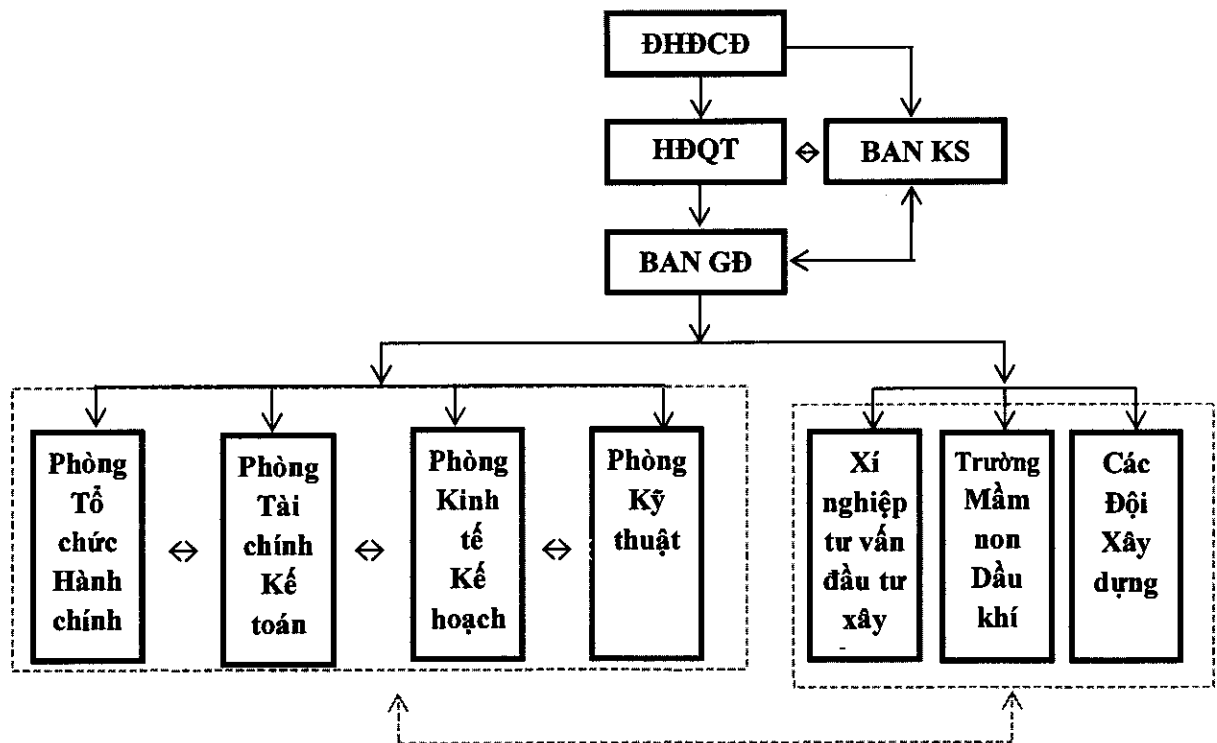 ĐHĐCĐ
HĐQT
BAN KS
BAN GĐ
Phòng
Tổ
chức
Hành
chính
Phòng
Tài
chính
Kế
toán
Phòng
Kinh
tế
Kế
hoạch
Phòng
Kỹ
thuật
Xí
nghiệp
tư vấn
đầu tư
xây
Trường
Mầm
non
Dầu
khí
Các
Đội
Xây
dựng